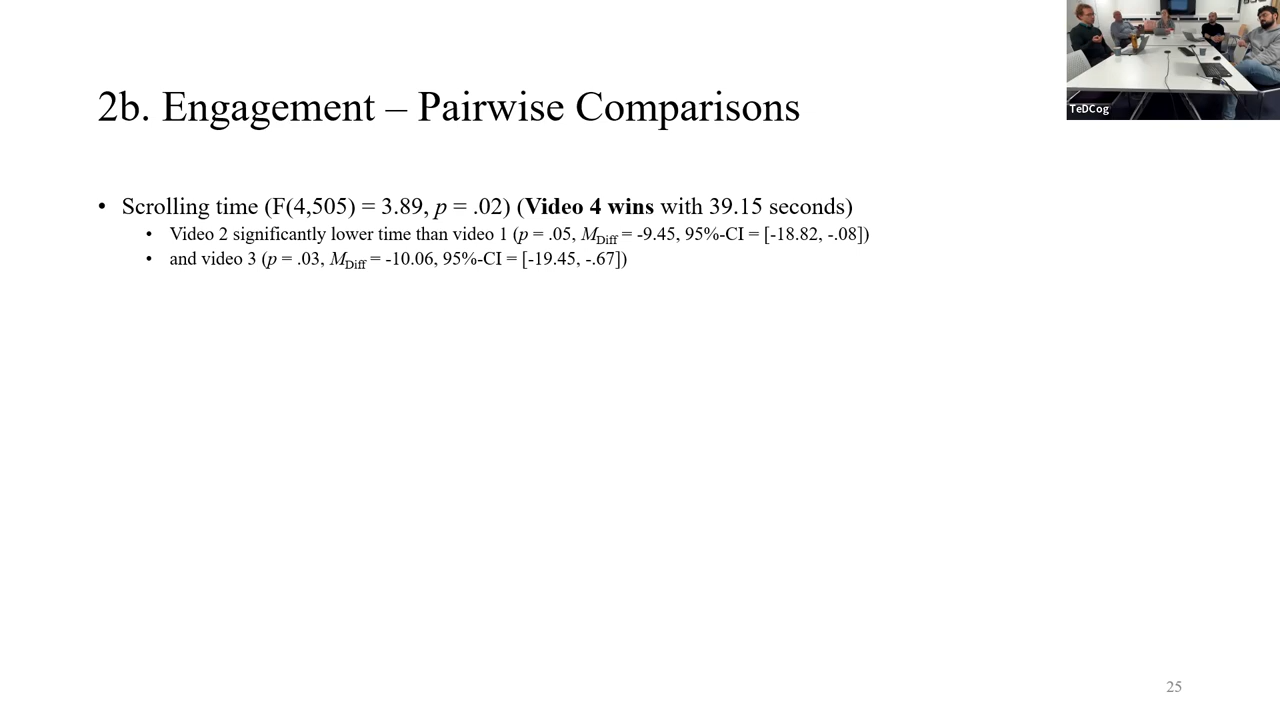 TeDCog
2b. Engagement – Pairwise Comparisons
• Scrolling time (F(4,505) = 3.89, p = .02) (Video 4 wins with 39.15 seconds)
• Video 2 significantly lower time than video 1 (p = .05, MDiff = -9.45, 95%-CI = [-18.82, -.08])
• and video 3 (p = .03, MDiff = -10.06, 95%-CI = [-19.45, -.67])
25